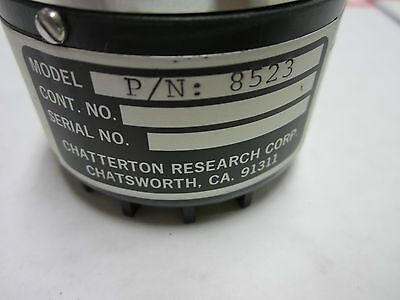 MODEL P/N: 8523
CONT. NO.
SERIAL NO.
CHATTERTON RESEARCH CORP.
CHATSWORTH, CA. 91311